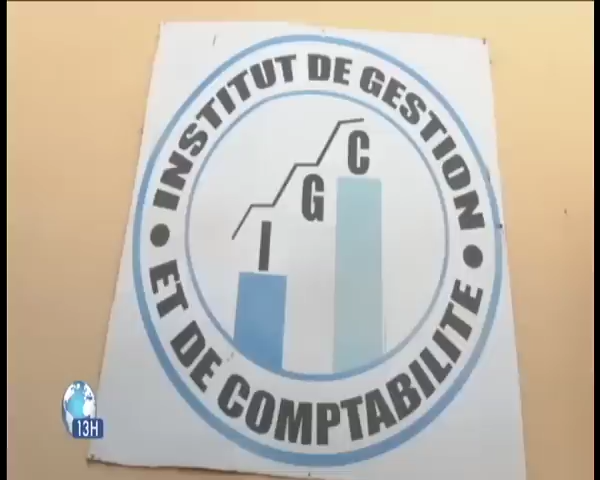 INSTITUT DE GESTION
I G C
ET DE COMPTABILITE
13H